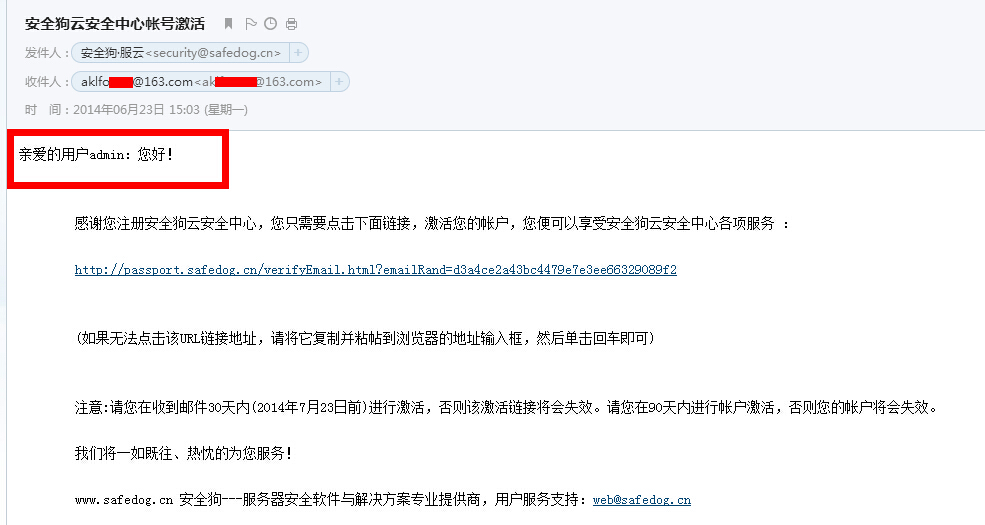 安全狗云安全中心帐号激活
发件人：安全狗·服云<security@safedog.cn> +
收件人：aklfo @163.com<ak @163.com> +
时 间：2014年06月23日 15:03 (星期一)
亲爱的用户admin：您好！
感谢您注册安全狗云安全中心，您只需要点击下面链接，激活您的帐户，您便可以享受安全狗云安全中心各项服务 ：
http://passport.safedog.cn/verifyEmail.html?emailRand=d3a4ce2a43bc4479e7e3ee66329089f2
(如果无法点击该URL链接地址，请将它复制并粘帖到浏览器的地址输入框，然后单击回车即可)
注意:请您在收到邮件30天内(2014年7月23日前)进行激活，否则该激活链接将会失效。请您在90天内进行帐户激活，否则您的帐户将会失效。
我们将一如既往、热忱的为您服务！
www.safedog.cn 安全狗---服务器安全软件与解决方案专业提供商，用户服务支持：web@safedog.cn